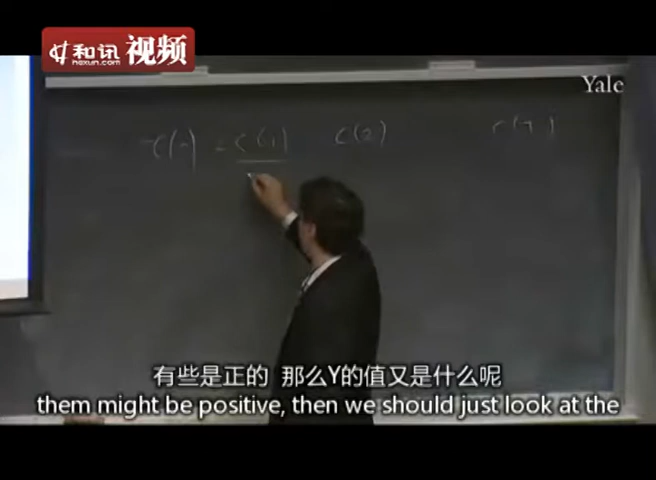 和讯 视频
hexun.com
Yale
C(1) C(2)
有些是正的 那么Y的值又是什么呢
them might be positive, then we should just look at the